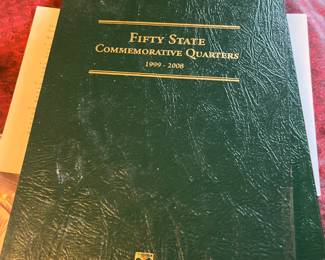 FIFTY STATE
COMMEMORATIVE QUARTERS
1999 - 2008